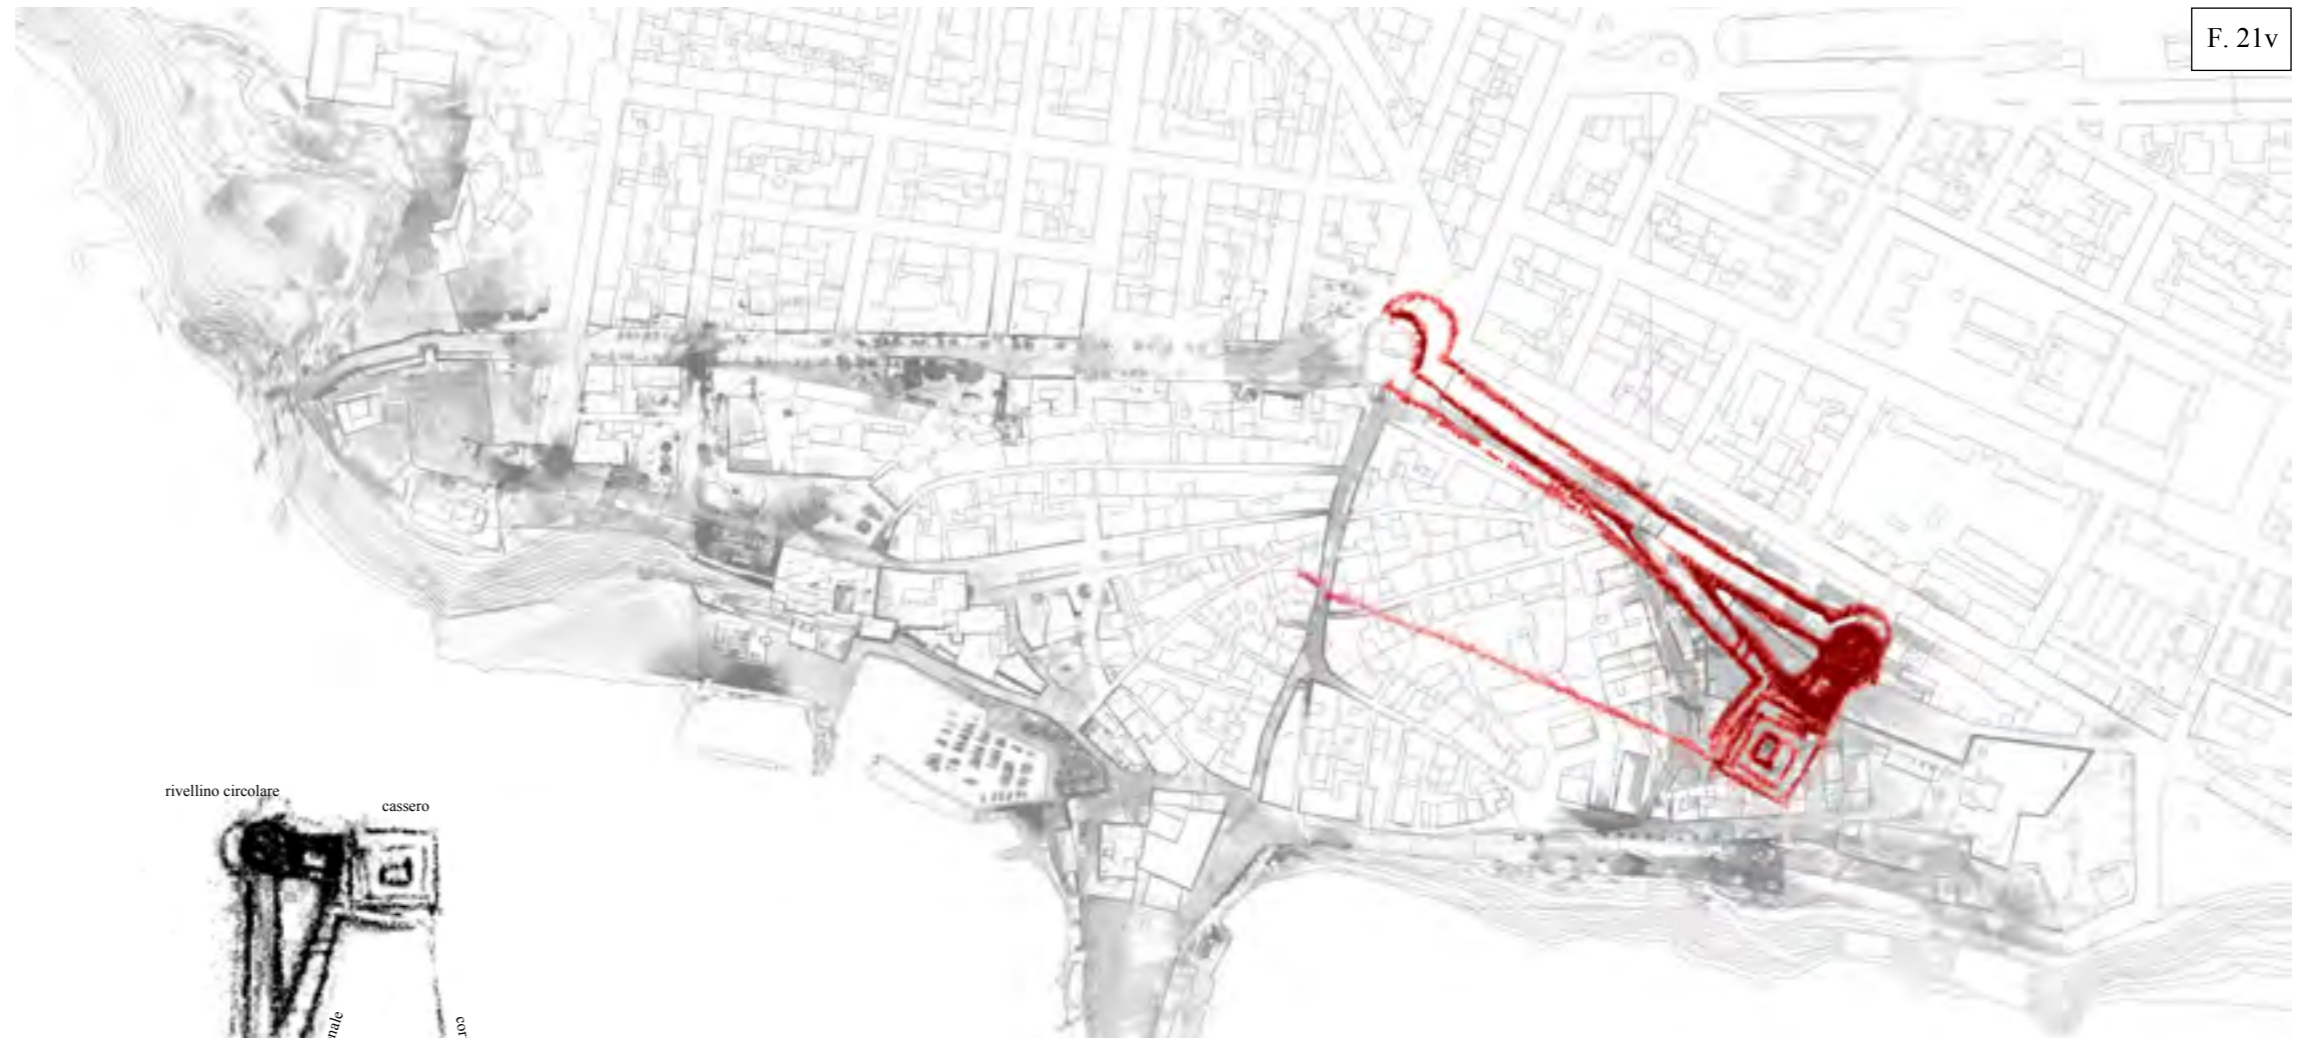 F. 21v
rivellino circolare
cassero
nale
cor